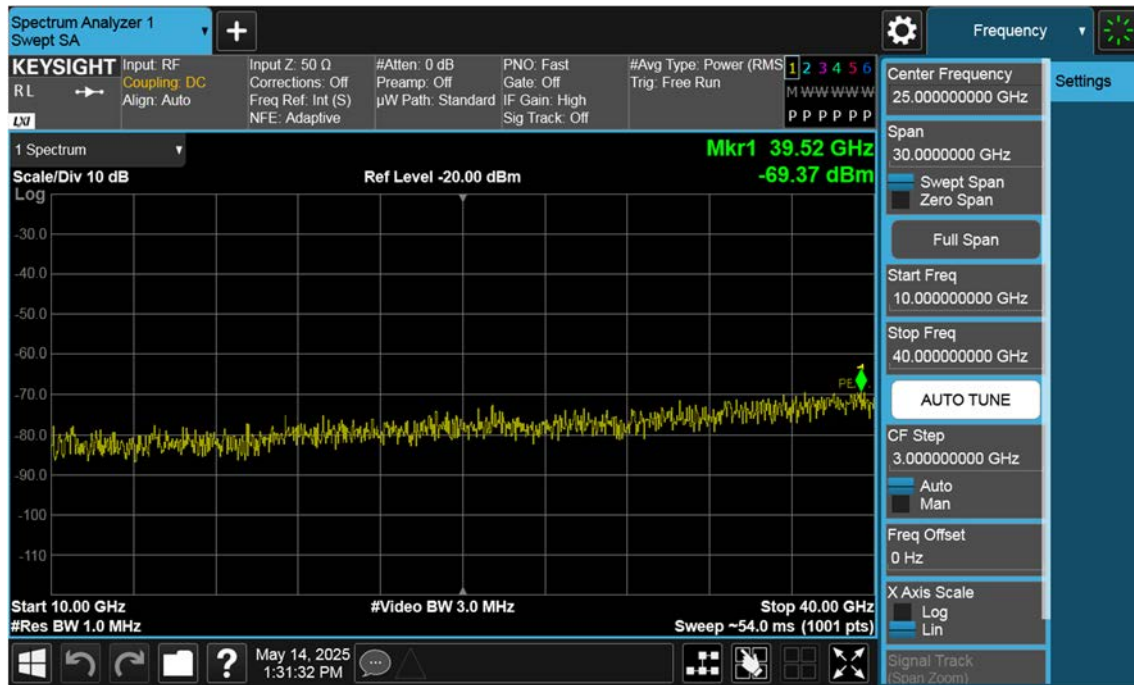 Spectrum Analyzer 1
Swept SA
Frequency
KEYSIGHT
RL
LXI
Input: RF
Coupling: DC
Align: Auto
Input Z: 50 Ω
Corrections: Off
Freq Ref: Int (S)
NFE: Adaptive
#Atten: 0 dB
Preamp: Off
µW Path: Standard
PNO: Fast
Gate: Off
IF Gain: High
Sig Track: Off
#Avg Type: Power (RMS
Trig: Free Run
1 2 3 4 5 6
M W W W W W
P P P P P P
1 Spectrum
Scale/Div 10 dB
Log
Ref Level -20.00 dBm
Mkr1 39.52 GHz
-69.37 dBm
-30.0
-40.0
-50.0
-60.0
-70.0
-80.0
-90.0
-100
-110
1
Start 10.00 GHz
#Video BW 3.0 MHz
Stop 40.00 GHz
#Res BW 1.0 MHz
Sweep ~54.0 ms (1001 pts)
Center Frequency
25.000000000 GHz
Span
30.0000000 GHz
Swept Span
Zero Span
Full Span
Start Freq
10.000000000 GHz
Stop Freq
40.000000000 GHz
AUTO TUNE
CF Step
3.000000000 GHz
Auto
Man
Freq Offset
0 Hz
X Axis Scale
Log
Lin
Signal Track
(Span Zoom)
Settings
?
May 14, 2025
1:31:32 PM